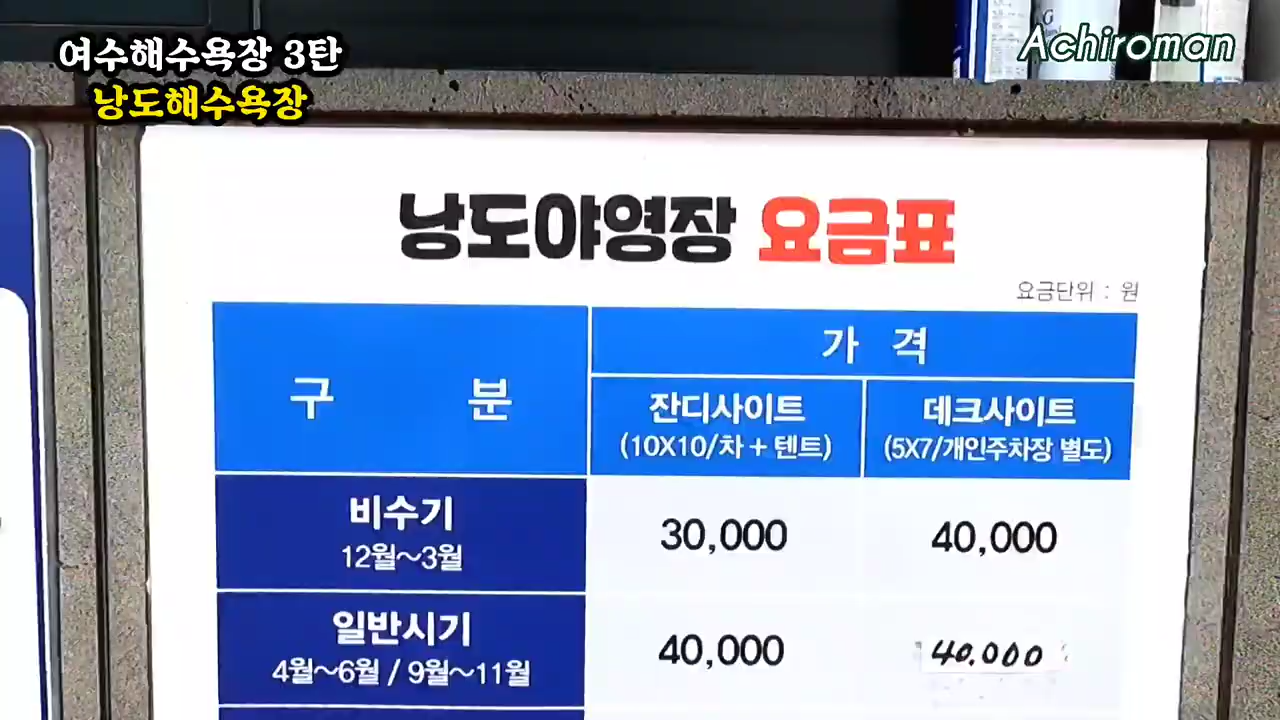 여수해수욕장 3탄
낭도해수욕장
Achiroman
낭도야영장 요금표
요금단위 : 원
구 분
가 격
잔디사이트
(10X10/차 + 텐트)
데크사이트
(5X7/개인주차장 별도)
비수기
12월~3월
30,000
40,000
일반시기
4월~6월 / 9월~11월
40,000
40,000